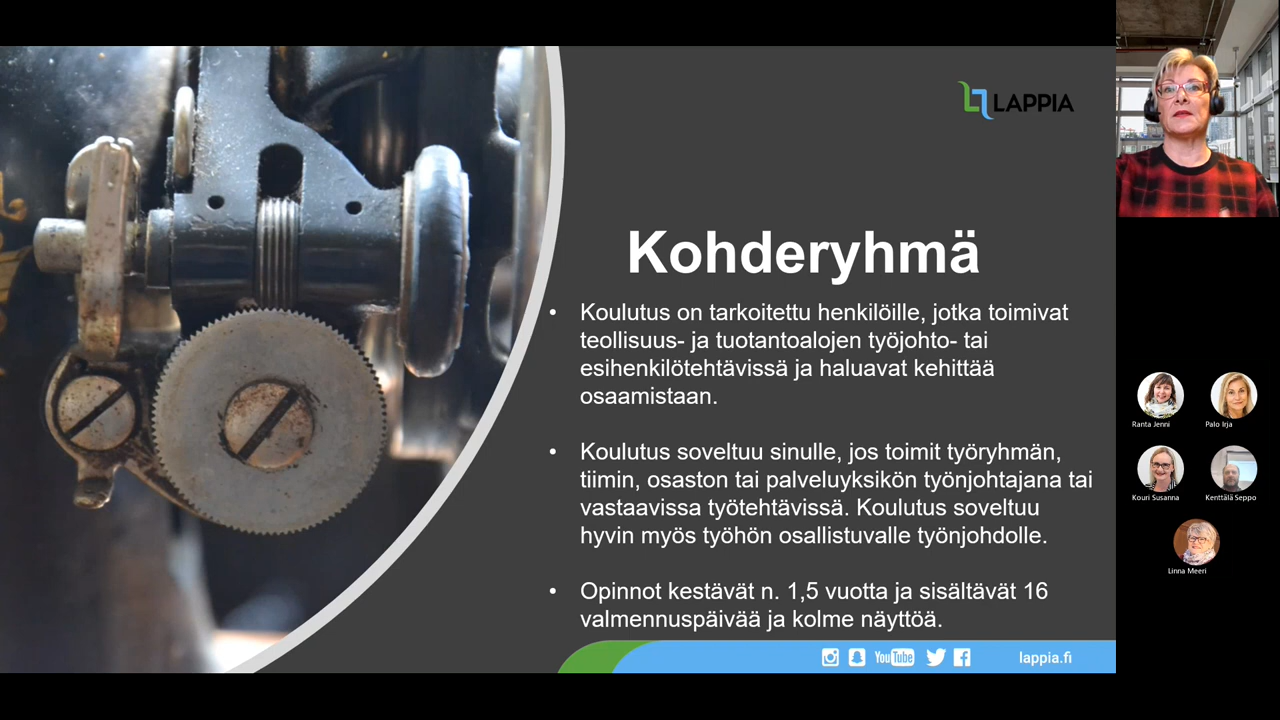 LAPPIA
Kohderyhmä
• Koulutus on tarkoitettu henkilöille, jotka toimivat
teollisuus- ja tuotantoalojen työjohto- tai
esihenkilötehtävissä ja haluavat kehittää
osaamistaan.
• Koulutus soveltuu sinulle, jos toimit työryhmän,
tiimin, osaston tai palveluyksikön työnjohtajana tai
vastaavissa työtehtävissä. Koulutus soveltuu
hyvin myös työhön osallistuvalle työnjohdolle.
• Opinnot kestävät n. 1,5 vuotta ja sisältävät 16
valmennuspäivää ja kolme näyttöä.
YouTube
lappia.fi
Ranta Jenni
Palo Irja
Kouri Susanna
Kenttälä Seppo
Linna Meeri